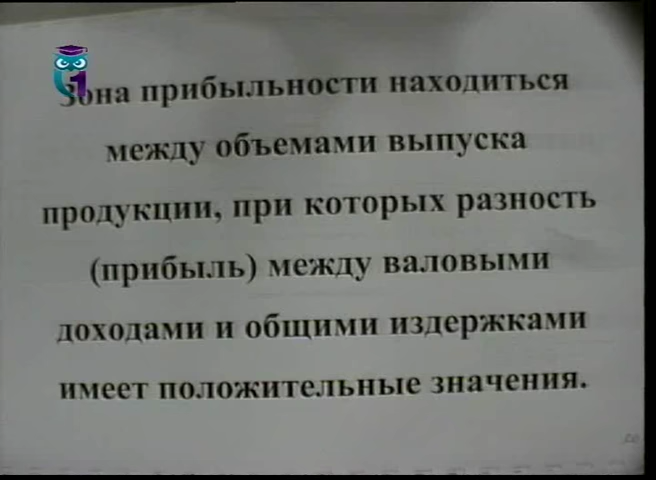 Зона прибыльности находиться
между объемами выпуска
продукции, при которых разность
(прибыль) между валовыми
доходами и общими издержками
имеет положительные значения.